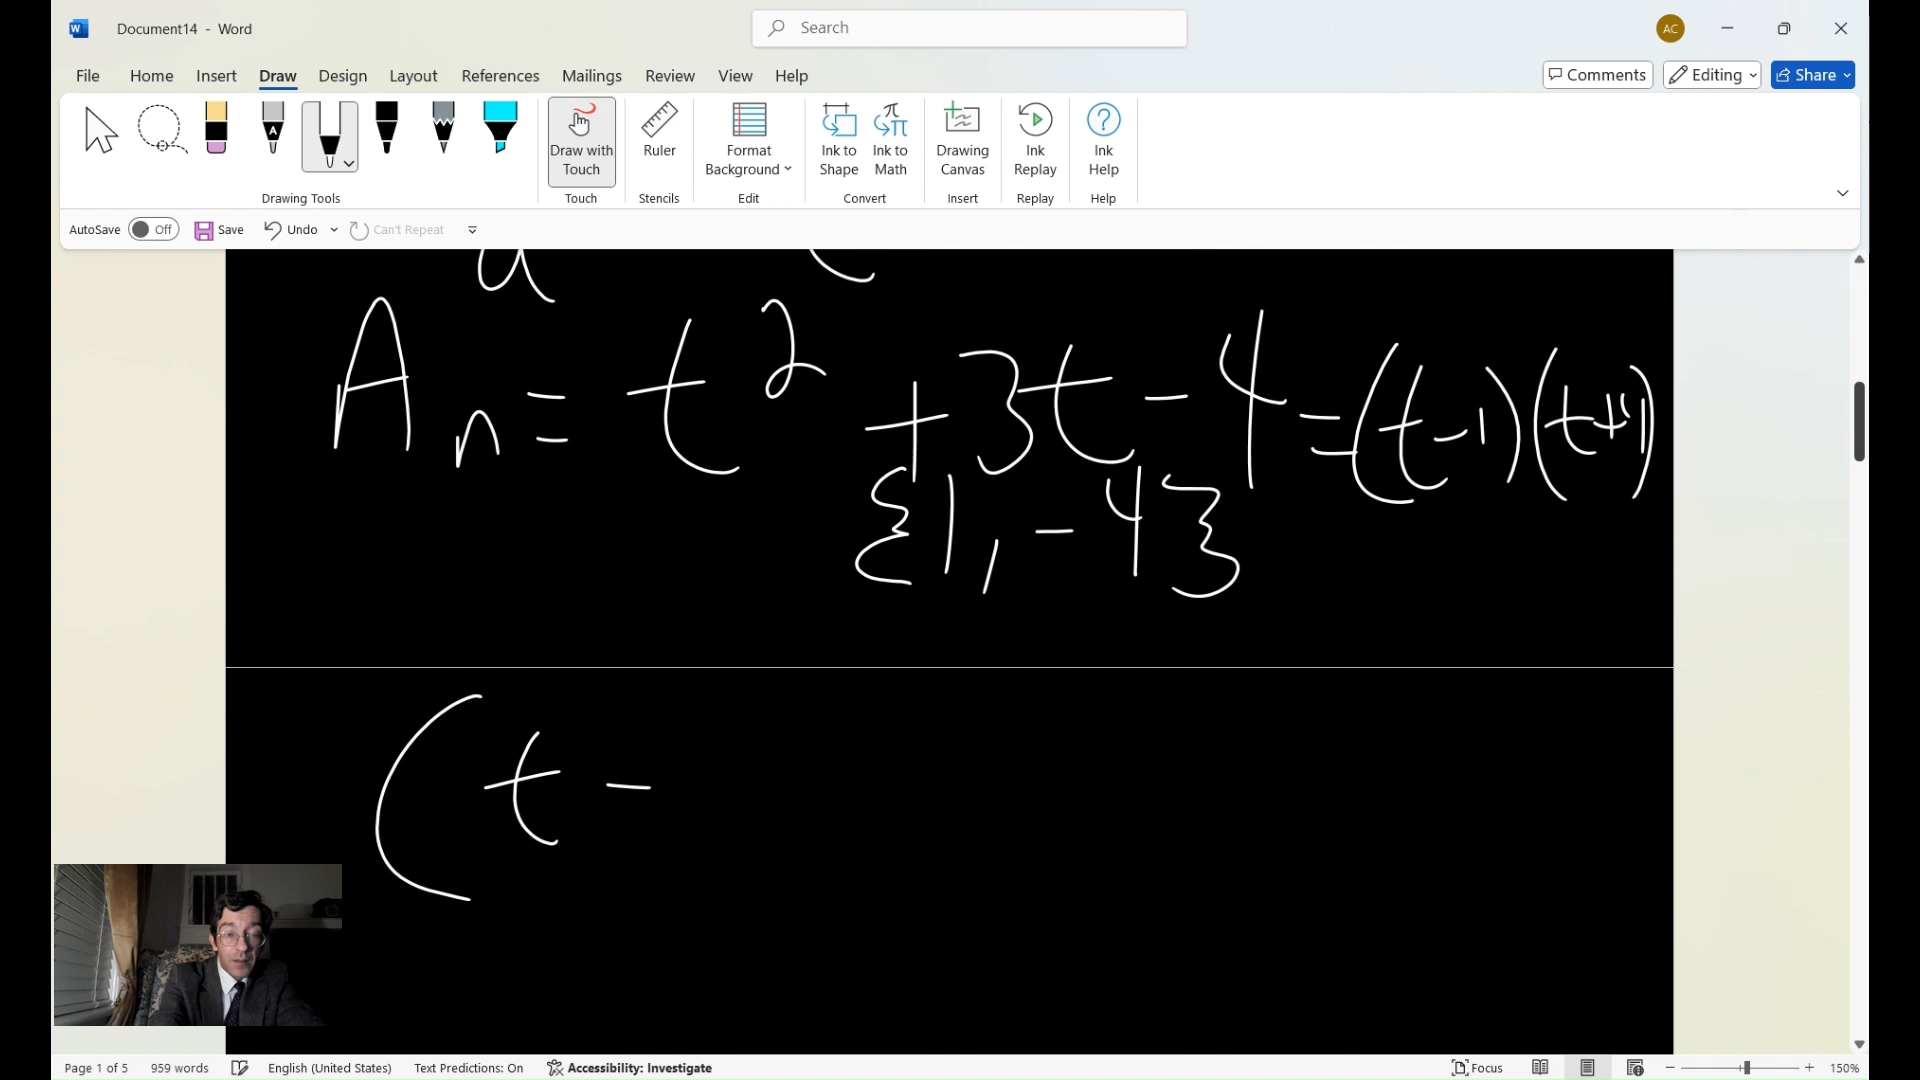 Document14 - Word
Search
AC
File Home Insert Draw Design Layout References Mailings Review View Help
Comments Editing Share
Draw with Touch
Ruler
Format Background
Ink to Shape
Ink to Math
Drawing Canvas
Ink Replay
Ink Help
Drawing Tools Touch Stencils Edit Convert Insert Replay Help
AutoSave Off Save Undo Can't Repeat
A n = t 2 + 3t - 4 = (t-1)(t+4)
{1, -4}
( t -
Page 1 of 5 959 words English (United States) Text Predictions: On Accessibility: Investigate Focus 150%